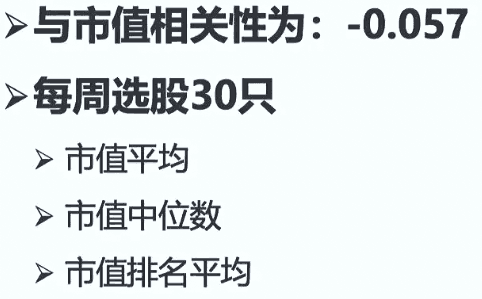 ➢与市值相关性为：-0.057
➢每周选股30只
➢ 市值平均
➢ 市值中位数
➢ 市值排名平均